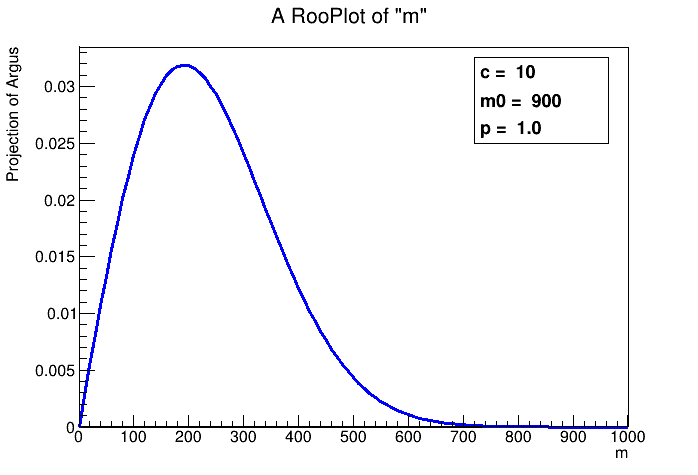 A RooPlot of "m"
Projection of Argus
c = 10
m0 = 900
p = 1.0
0.03
0.025
0.02
0.015
0.01
0.005
0
0 100 200 300 400 500 600 700 800 900 1000
m